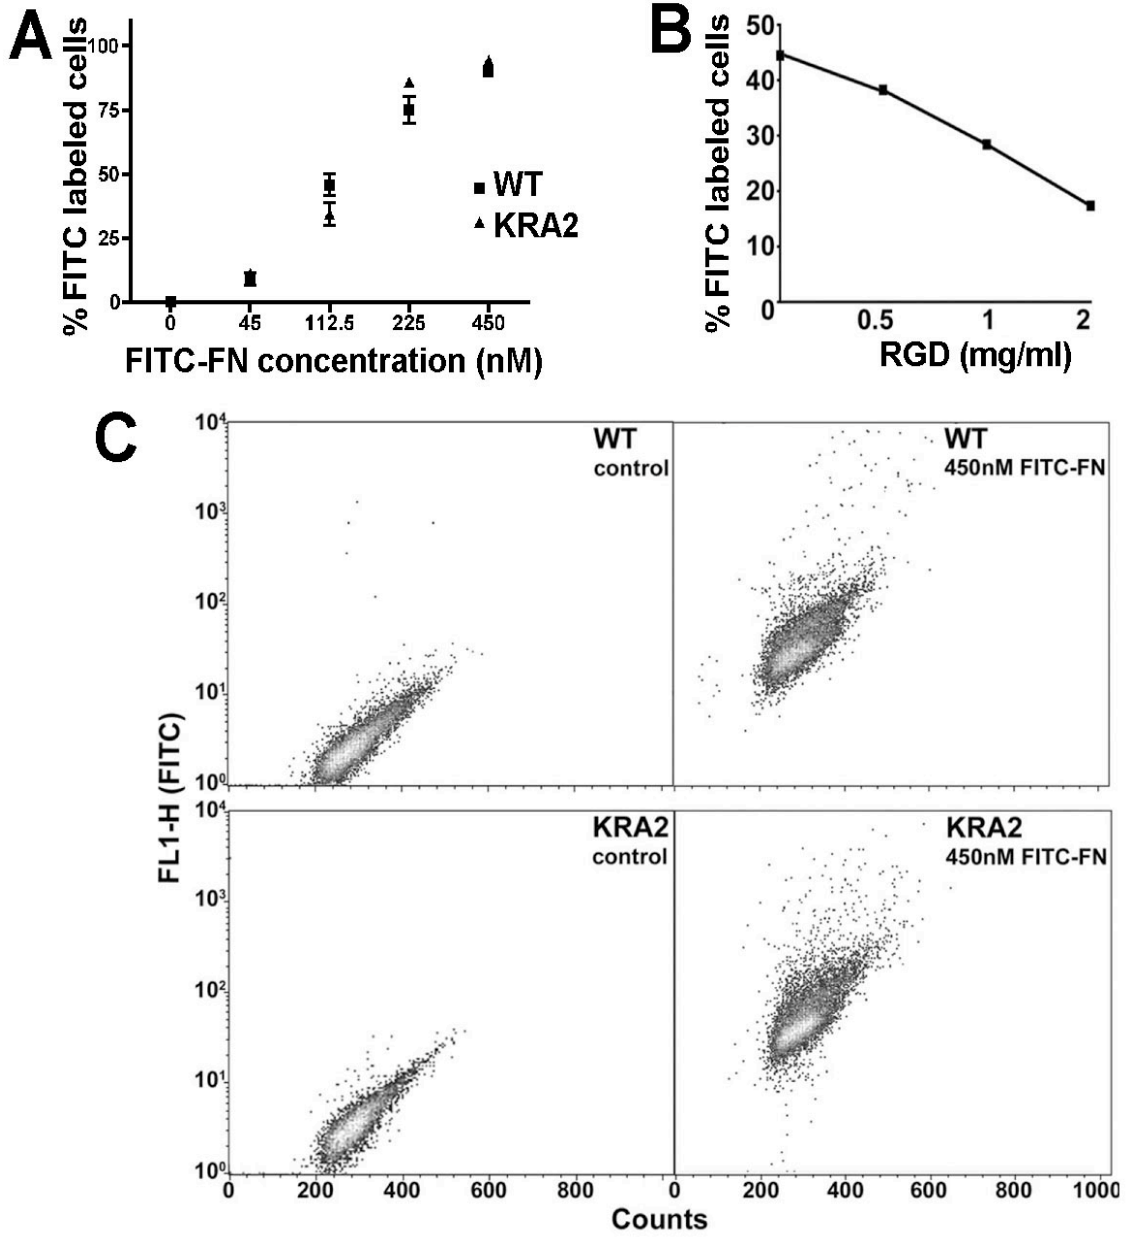 A
% FITC labeled cells
100
75
50
25
0
0 45 112.5 225 450
FITC-FN concentration (nM)
WT
KRA2
B
% FITC labeled cells
50
40
30
20
10
0
0.5 1 2
RGD (mg/ml)
C
FL1-H (FITC)
10⁴
10³
10²
10¹
10⁰
WT
control
WT
450nM FITC-FN
10⁴
10³
10²
10¹
10⁰
KRA2
control
KRA2
450nM FITC-FN
0 200 400 600 800 0 200 400 600 800 1000
Counts